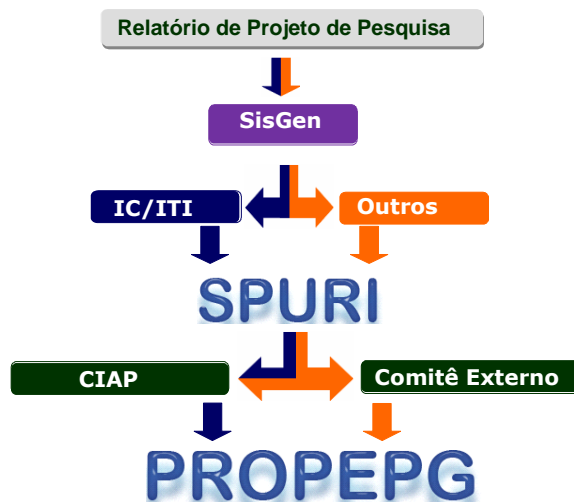 Relatório de Projeto de Pesquisa
SisGen
IC/ITI
Outros
SPURI
CIAP
Comitê Externo
PROPEPG